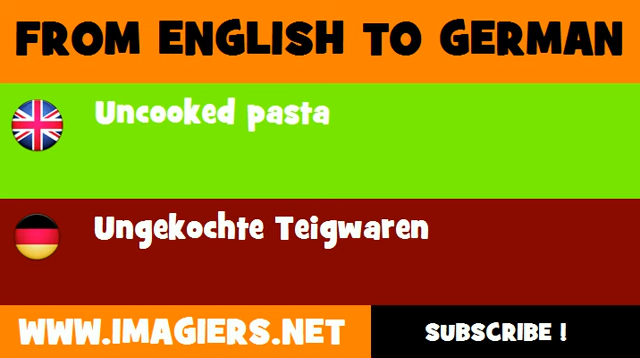 FROM ENGLISH TO GERMAN
Uncooked pasta
Ungekochte Teigwaren
WWW.IMAGIERS.NET
SUBSCRIBE !